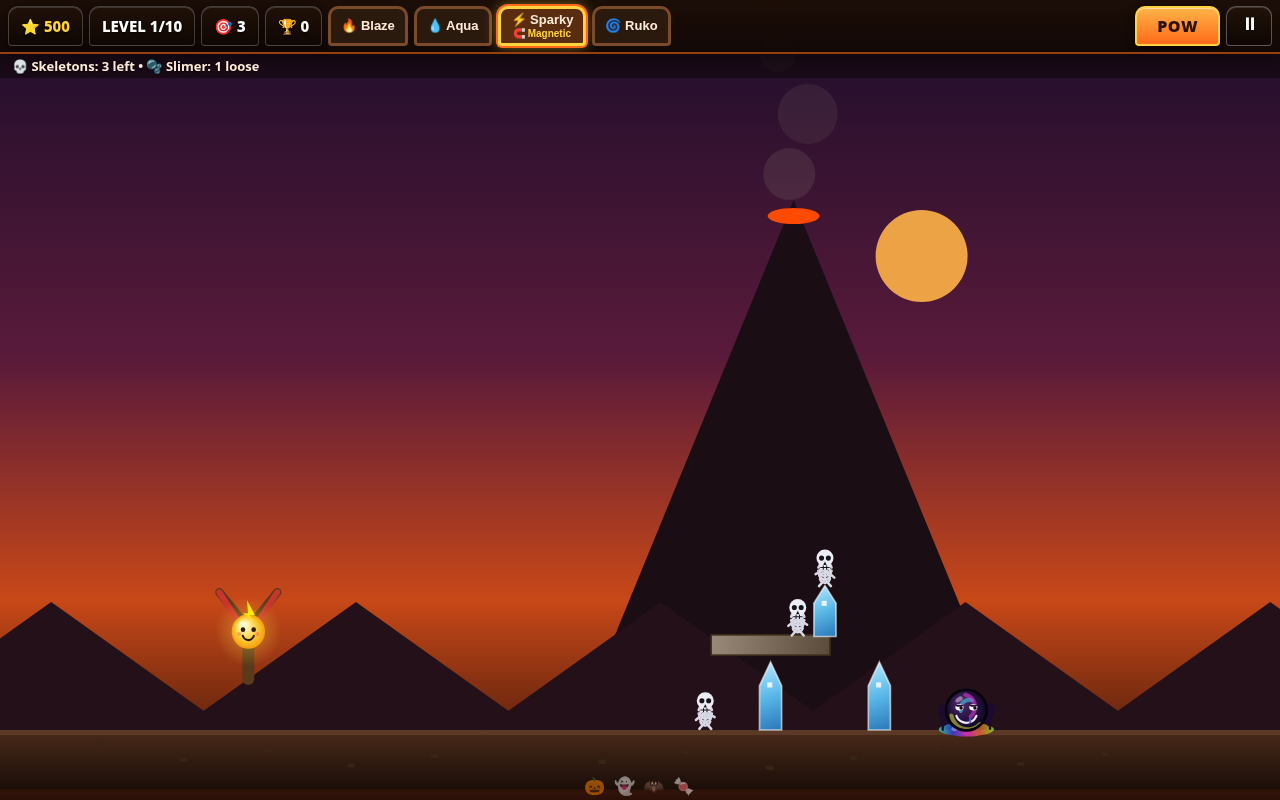 ⭐ 500
LEVEL 1/10
🎯 3
🏆 0
🔥 Blaze
💧 Aqua
⚡ Sparky
🧲 Magnetic
🌀 Ruko
POW
⏸
💀 Skeletons: 3 left • 🫧 Slimer: 1 loose